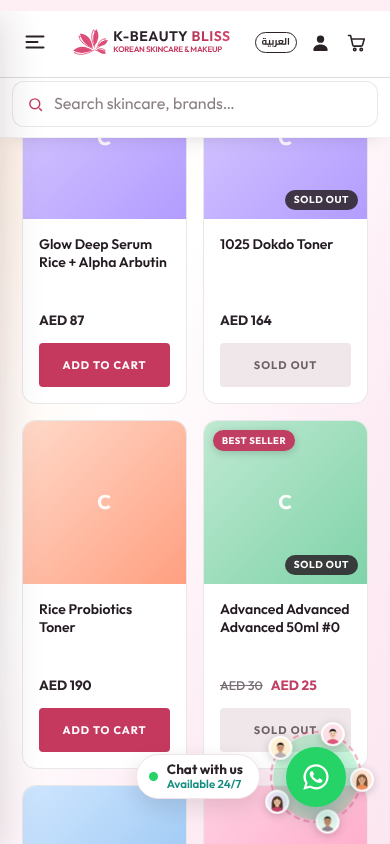 K-BEAUTY BLISS
KOREAN SKINCARE & MAKEUP
العربية
Search skincare, brands...
C
C
SOLD OUT
Glow Deep Serum
Rice + Alpha Arbutin
1025 Dokdo Toner
AED 87
AED 164
ADD TO CART
SOLD OUT
BEST SELLER
C
C
SOLD OUT
Rice Probiotics
Toner
Advanced Advanced
Advanced 50ml #0
AED 190
AED 30 AED 25
ADD TO CART
SOLD OUT
Chat with us
Available 24/7